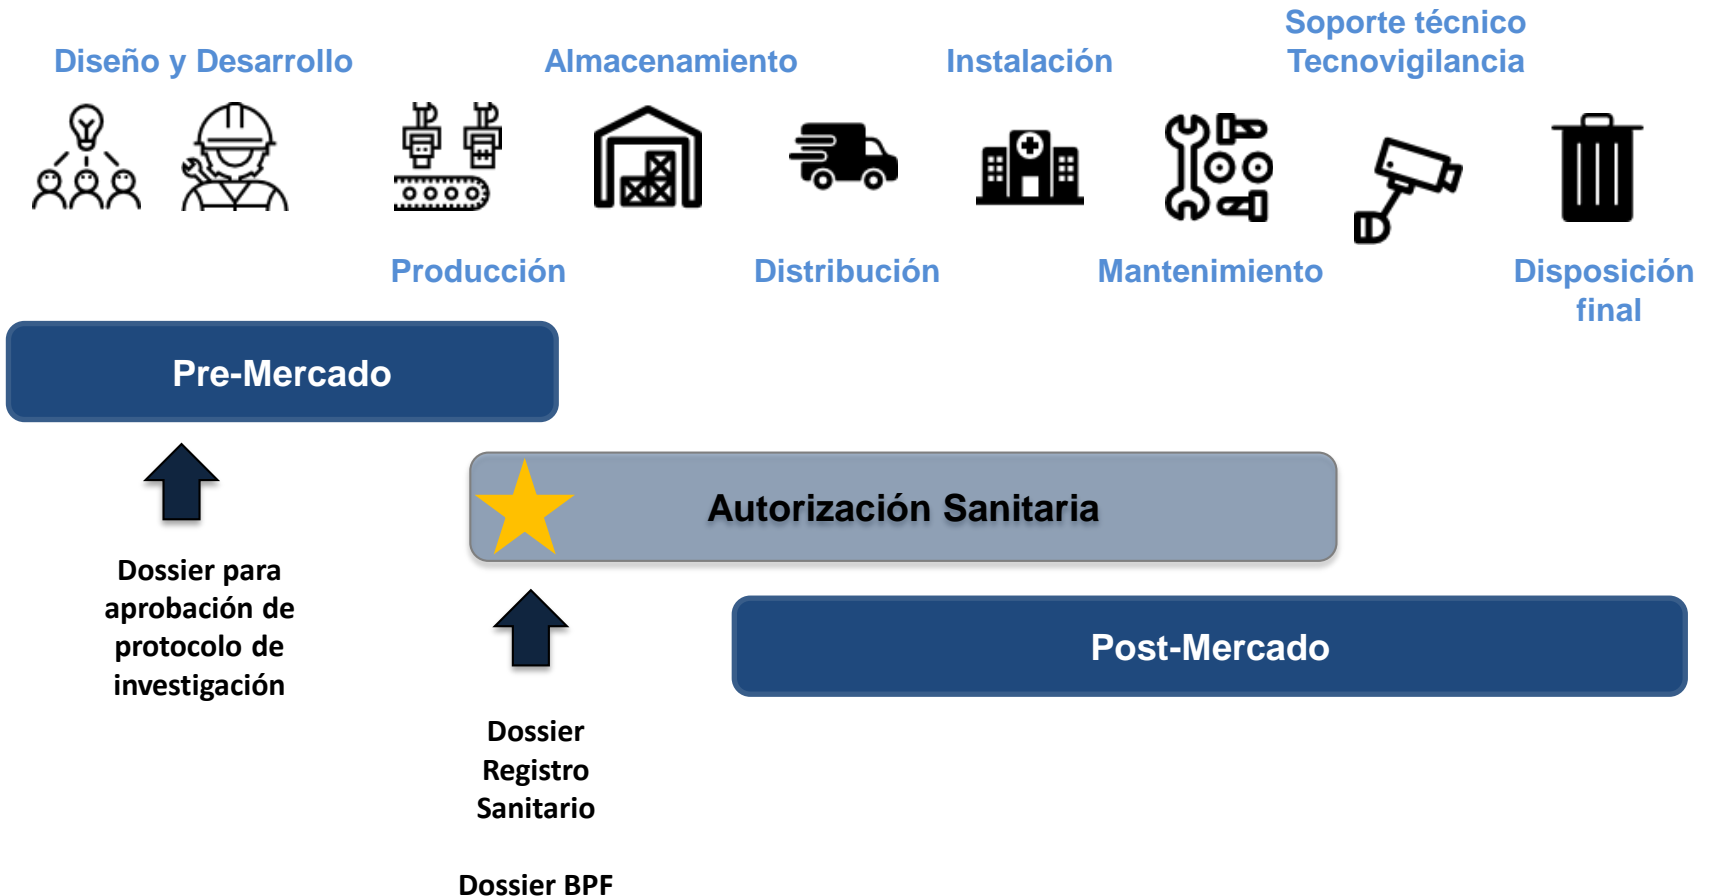 Diseño y Desarrollo
Almacenamiento
Instalación
Soporte técnico
Tecnovigilancia
Producción
Distribución
Mantenimiento
Disposición
final
Pre-Mercado
Autorización Sanitaria
Dossier para
aprobación de
protocolo de
investigación
Post-Mercado
Dossier
Registro
Sanitario
Dossier BPF